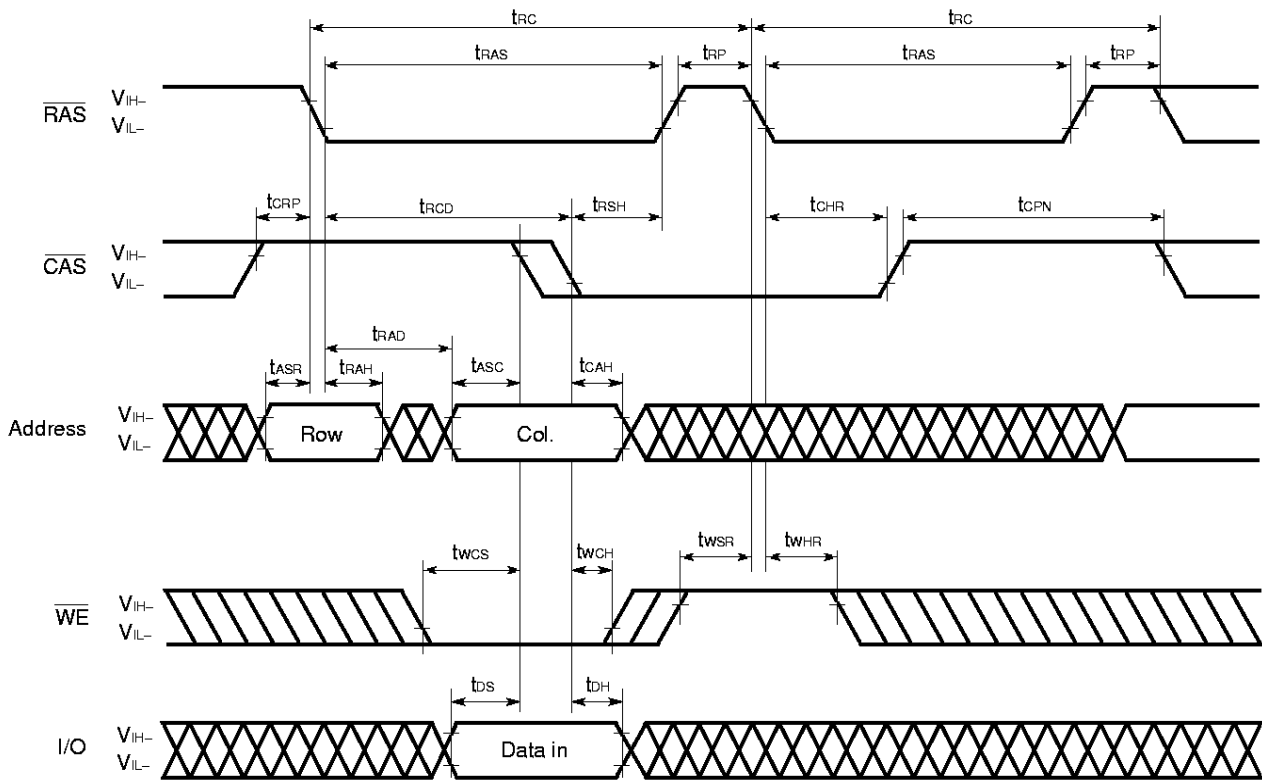 tRC tRC
tRAS tRP tRAS tRP
RAS VIH–
VIL–
tCRP tRCD tRSH tCHR tCPN
CAS VIH–
VIL–
tRAD
tASR tRAH tASC tCAH
Address VIH–
VIL–
Row Col.
tWCS tWCH tWSR tWHR
WE VIH–
VIL–
tDS tDH
I/O VIH–
VIL–
Data in